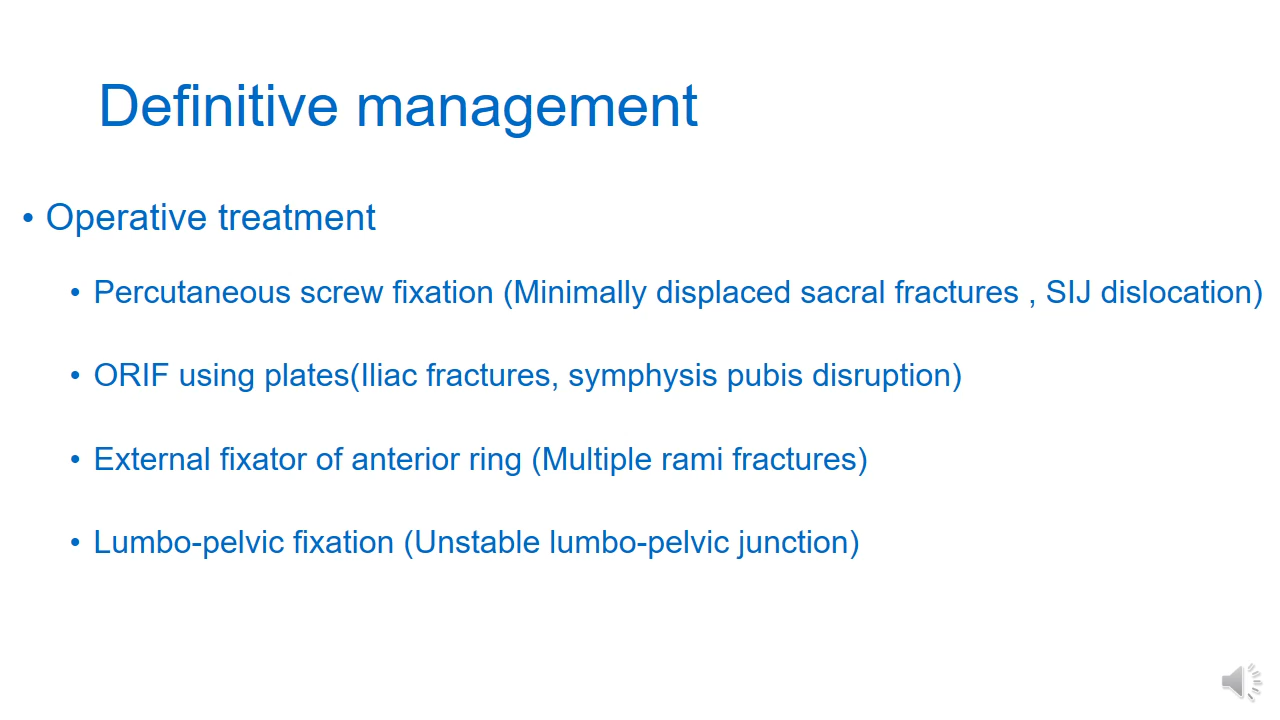 Definitive management
• Operative treatment
• Percutaneous screw fixation (Minimally displaced sacral fractures , SIJ dislocation)
• ORIF using plates(Iliac fractures, symphysis pubis disruption)
• External fixator of anterior ring (Multiple rami fractures)
• Lumbo-pelvic fixation (Unstable lumbo-pelvic junction)